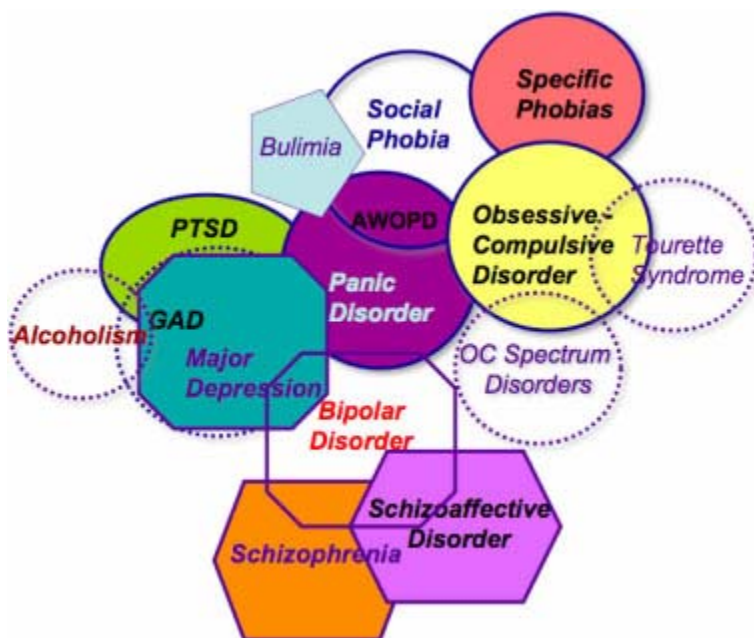 Specific
Phobias
Social
Phobia
Bulimia
AWOPD
Obsessive-
Compulsive
Disorder
Tourette
Syndrome
PTSD
Panic
Disorder
GAD
Alcoholism
Major
Depression
OC Spectrum
Disorders
Bipolar
Disorder
Schizoaffective
Disorder
Schizophrenia